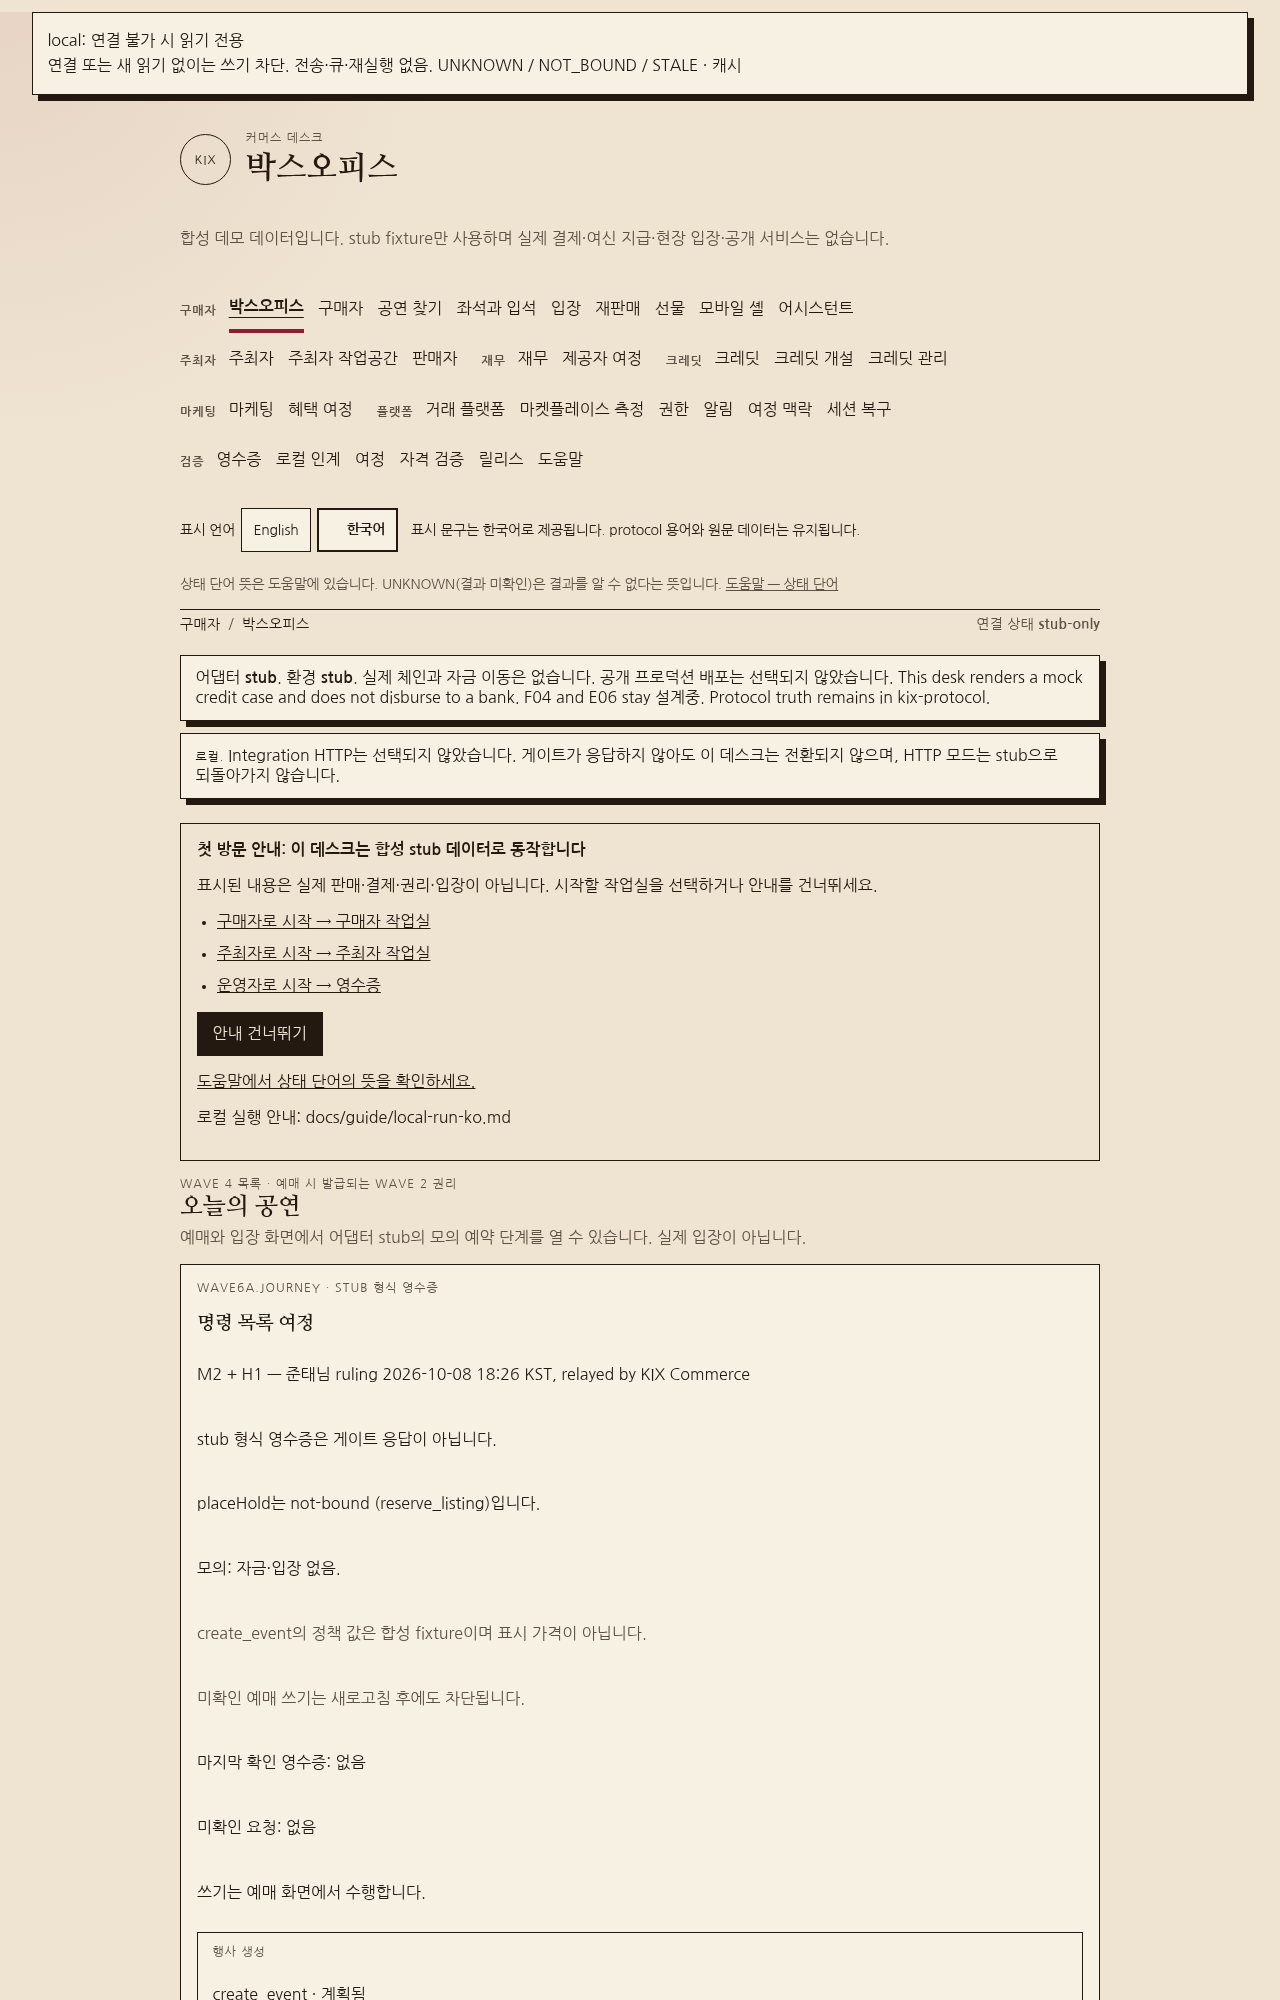 local: 연결 불가 시 읽기 전용
연결 또는 새 읽기 없이는 쓰기 차단. 전송·큐·재실행 없음. UNKNOWN / NOT_BOUND / STALE · 캐시
KIX
커머스 데스크
박스오피스
합성 데모 데이터입니다. stub fixture만 사용하며 실제 결제·여신 지급·현장 입장·공개 서비스는 없습니다.
구매자 박스오피스 구매자 공연 찾기 좌석과 입석 입장 재판매 선물 모바일 셸 어시스턴트
주최자 주최자 주최자 작업공간 판매자 재무 재무 제공자 여정 크레딧 크레딧 크레딧 개설 크레딧 관리
마케팅 마케팅 혜택 여정 플랫폼 거래 플랫폼 마켓플레이스 측정 권한 알림 여정 맥락 세션 복구
검증 영수증 로컬 인계 여정 자격 검증 릴리스 도움말
표시 언어 English 한국어 표시 문구는 한국어로 제공됩니다. protocol 용어와 원문 데이터는 유지됩니다.
상태 단어 뜻은 도움말에 있습니다. UNKNOWN(결과 미확인)은 결과를 알 수 없다는 뜻입니다. 도움말 — 상태 단어
구매자 / 박스오피스 연결 상태 stub-only
어댑터 stub. 환경 stub. 실제 체인과 자금 이동은 없습니다. 공개 프로덕션 배포는 선택되지 않았습니다. This desk renders a mock
credit case and does not disburse to a bank. F04 and E06 stay 설계중. Protocol truth remains in kix-protocol.
로컬. Integration HTTP는 선택되지 않았습니다. 게이트가 응답하지 않아도 이 데스크는 전환되지 않으며, HTTP 모드는 stub으로
되돌아가지 않습니다.
첫 방문 안내: 이 데스크는 합성 stub 데이터로 동작합니다
표시된 내용은 실제 판매·결제·권리·입장이 아닙니다. 시작할 작업실을 선택하거나 안내를 건너뛰세요.
• 구매자로 시작 → 구매자 작업실
• 주최자로 시작 → 주최자 작업실
• 운영자로 시작 → 영수증
안내 건너뛰기
도움말에서 상태 단어의 뜻을 확인하세요.
로컬 실행 안내: docs/guide/local-run-ko.md
WAVE 4 목록 · 예매 시 발급되는 WAVE 2 권리
오늘의 공연
예매와 입장 화면에서 어댑터 stub의 모의 예약 단계를 열 수 있습니다. 실제 입장이 아닙니다.
WAVE6A.JOURNEY · STUB 형식 영수증
명령 목록 여정
M2 + H1 — 준태님 ruling 2026-10-08 18:26 KST, relayed by KIX Commerce
stub 형식 영수증은 게이트 응답이 아닙니다.
placeHold는 not-bound (reserve_listing)입니다.
모의: 자금·입장 없음.
create_event의 정책 값은 합성 fixture이며 표시 가격이 아닙니다.
미확인 예매 쓰기는 새로고침 후에도 차단됩니다.
마지막 확인 영수증: 없음
미확인 요청: 없음
쓰기는 예매 화면에서 수행합니다.
행사 생성
create_event · 계획됨